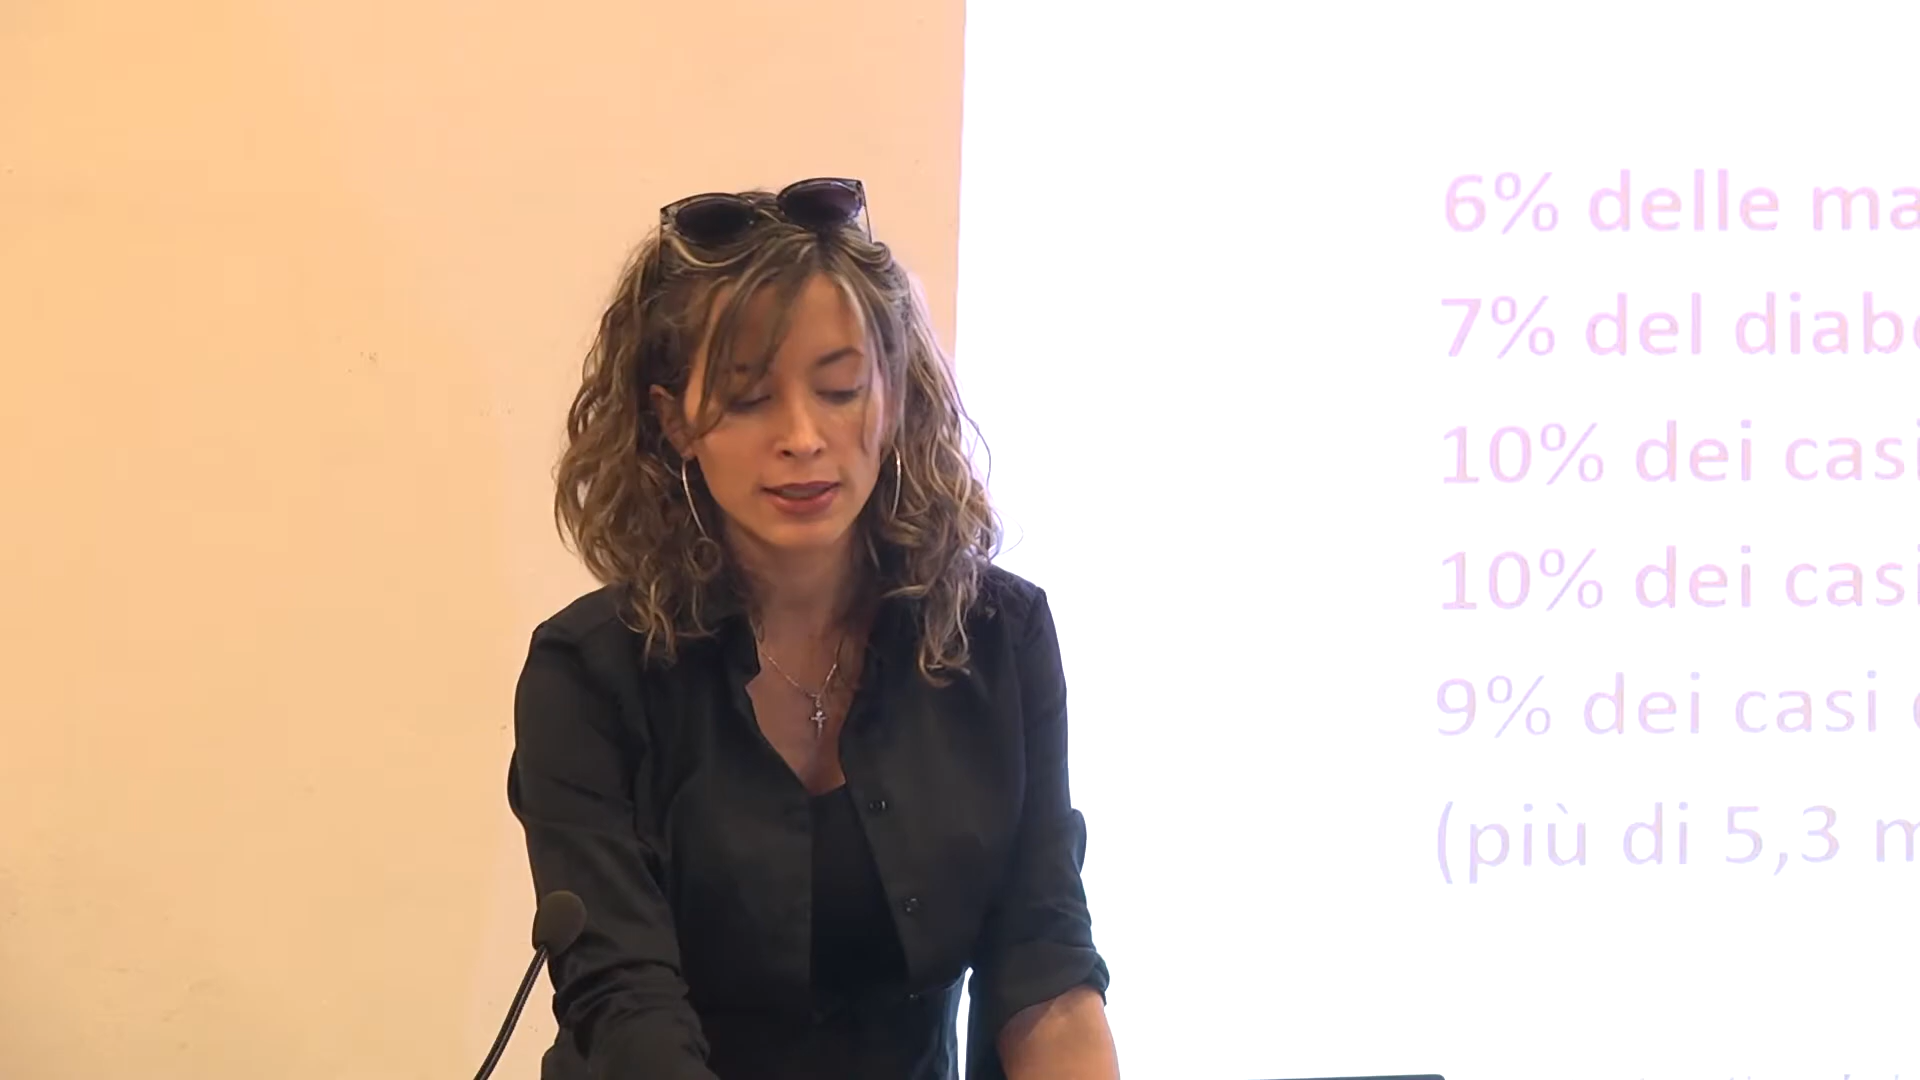 6% delle ma
7% del diab
10% dei casi
10% dei casi
9% dei casi
(più di 5,3 m